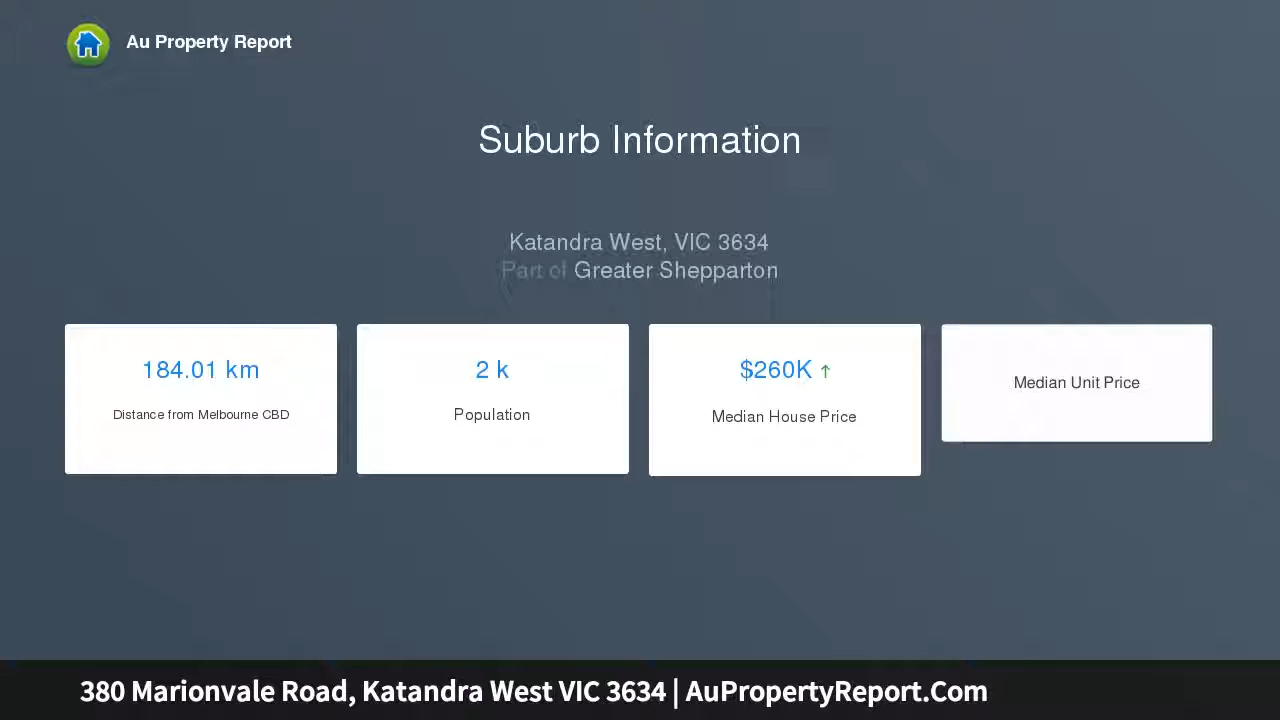 Au Property Report
Suburb Information
Katandra West, VIC 3634
Part of Greater Shepparton
184.01 km
Distance from Melbourne CBD
2 k
Population
$260K ↑
Median House Price
Median Unit Price
380 Marionvale Road, Katandra West VIC 3634 | AuPropertyReport.Com